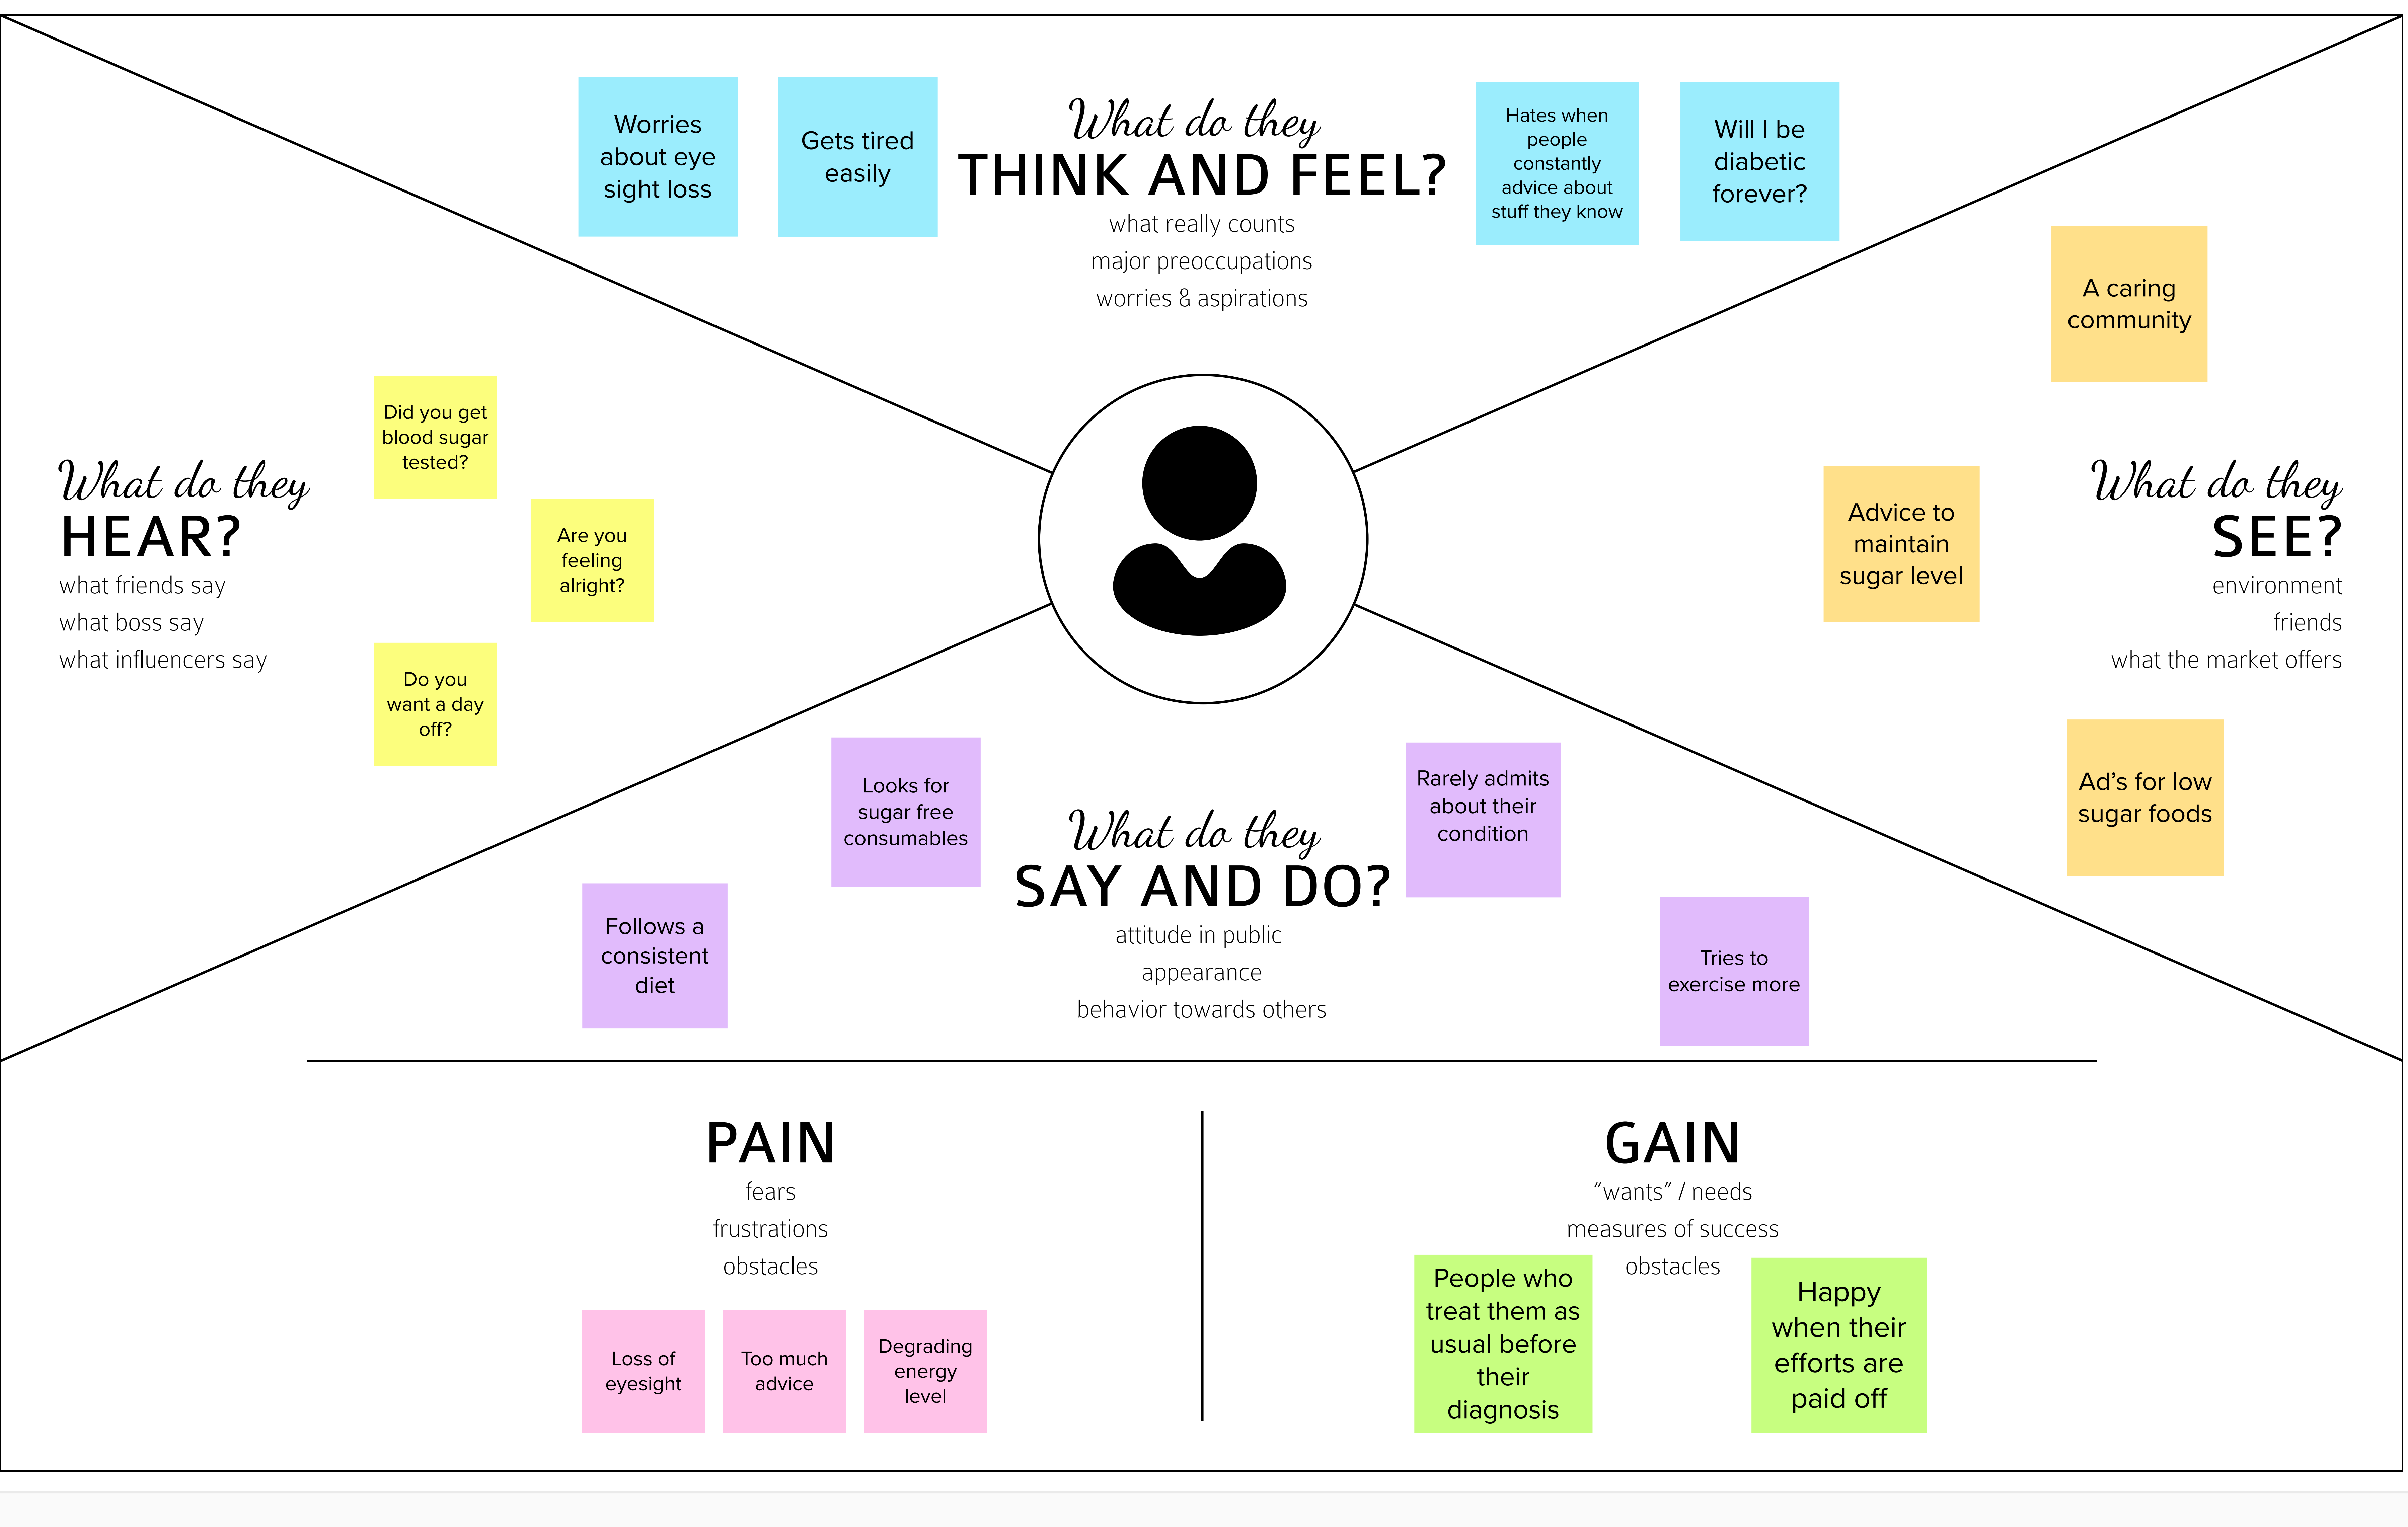 Worries
about eye
sight loss
Gets tired
easily
What do they
THINK AND FEEL?
what really counts
major preoccupations
worries & aspirations
Hates when
people
constantly
advice about
stuff they know
Will I be
diabetic
forever?
What do they
HEAR?
what friends say
what boss say
what influencers say
Did you get
blood sugar
tested?
Are you
feeling
alright?
Do you
want a day
off?
A caring
community
Advice to
maintain
sugar level
What do they
SEE?
environment
friends
what the market offers
Ad’s for low
sugar foods
Looks for
sugar free
consumables
Follows a
consistent
diet
What do they
SAY AND DO?
attitude in public
appearance
behavior towards others
Rarely admits
about their
condition
Tries to
exercise more
PAIN
fears
frustrations
obstacles
Loss of
eyesight
Too much
advice
Degrading
energy
level
GAIN
“wants” / needs
measures of success
obstacles
People who
treat them as
usual before
their
diagnosis
Happy
when their
efforts are
paid off